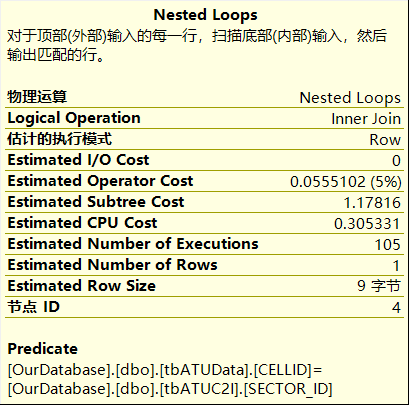 Nested Loops
对于顶部(外部)输入的每一行，扫描底部(内部)输入，然后
输出匹配的行。
物理运算 Nested Loops
Logical Operation Inner Join
估计的执行模式 Row
Estimated I/O Cost 0
Estimated Operator Cost 0.0555102 (5%)
Estimated Subtree Cost 1.17816
Estimated CPU Cost 0.305331
Estimated Number of Executions 105
Estimated Number of Rows 1
Estimated Row Size 9 字节
节点 ID 4
Predicate
[OurDatabase].[dbo].[tbATUData].[CELLID]=
[OurDatabase].[dbo].[tbATUC2I].[SECTOR_ID]